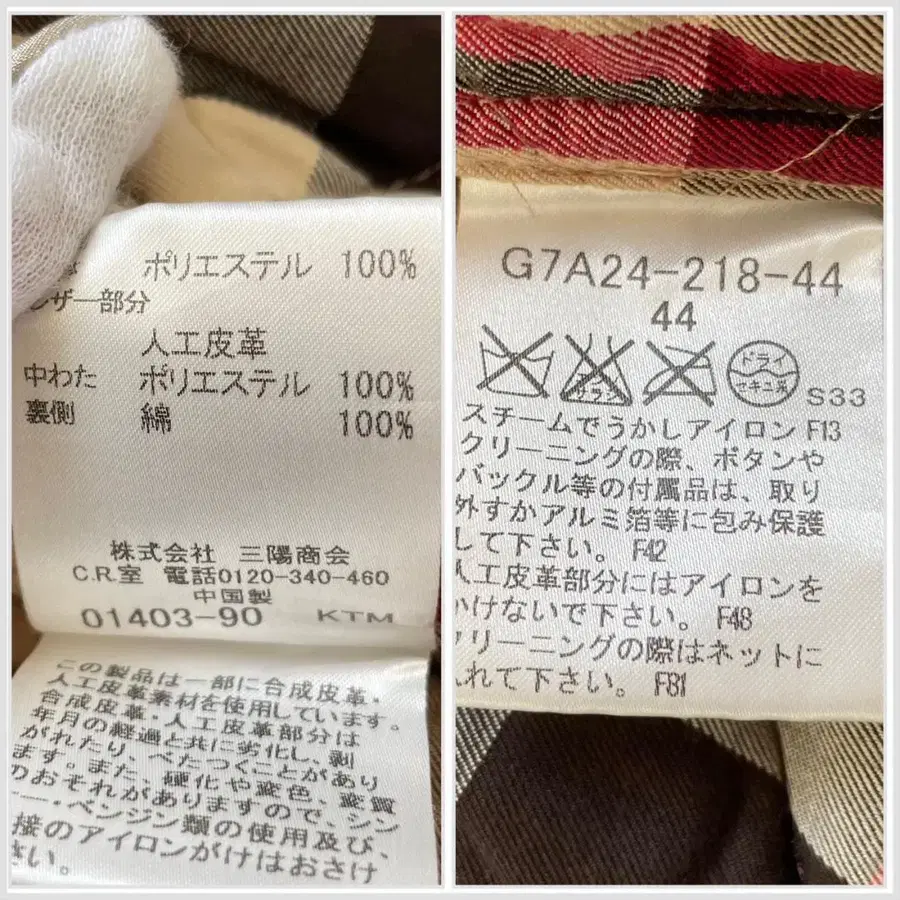 ポリエステル 100%
ザー部分
人工皮革
中わた ポリエステル 100%
裏側 綿 100%
株式会社 三陽商会
C.R.室 電話0120-340-460
中国製
01403-90 KTM
この製品は一部に合成皮革・
人工皮革素材を使用しています。
合成皮革・人工皮革部分は
年月の経過と共に劣化し、剥
がれたり、べたつくことがあり
ます。また、硬化や変色、変質
のおそれがありますので、シン
ー・ベンジン類の使用及び、
接のアイロンがけはおさけ
さい。
G7A24-218-44
44
サラシ
ドライ
セキユ系
S33
スチームでうかしアイロン F13
クリーニングの際、ボタンや
バックル等の付属品は、取り
外すかアルミ箔等に包み保護
して下さい。 F42
人工皮革部分にはアイロンを
かけないで下さい。 F48
クリーニングの際はネットに
入れて下さい。 F81